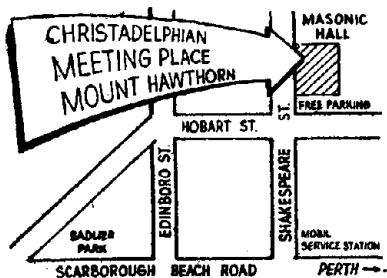 CHRISTADELPHIAN
MEETING PLACE
MOUNT HAWTHORN
MASONIC
HALL
FREE PARKING
HOBART ST.
EDINBORO ST.
SHAKESPEARE
ST.
SADLIER
PARK
MOBIL
SERVICE STATION
SCARBOROUGH BEACH ROAD
PERTH